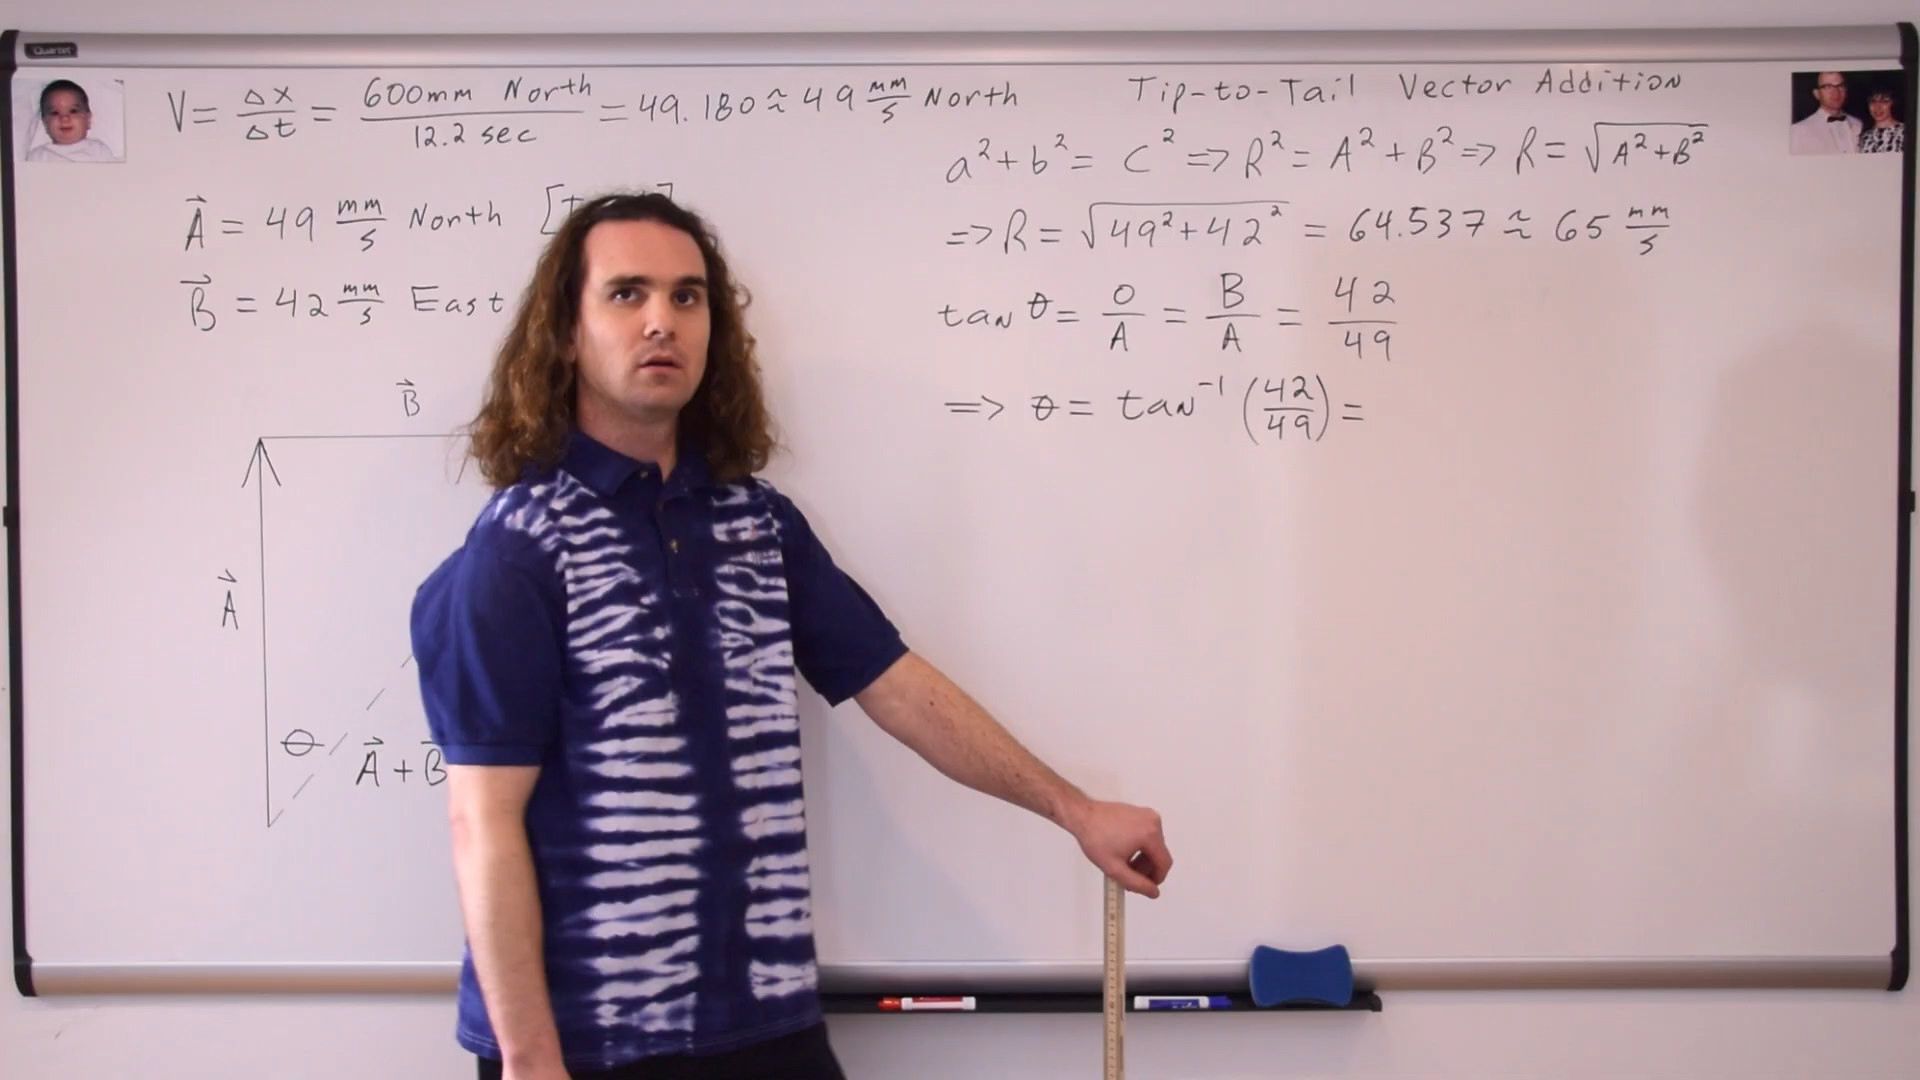 Quartet
V = Δx/Δt = 600mm North/12.2 sec = 49.180 ≈ 49 mm/s North
A⃗ = 49 mm/s North
B⃗ = 42 mm/s East
B⃗
A⃗
θ
A⃗ + B⃗
Tip-to-Tail Vector Addition
a² + b² = c² => R² = A² + B² => R = √(A² + B²)
=> R = √(49² + 42²) = 64.537 ≈ 65 mm/s
tan θ = O/A = B/A = 42/49
=> θ = tan⁻¹(42/49) =